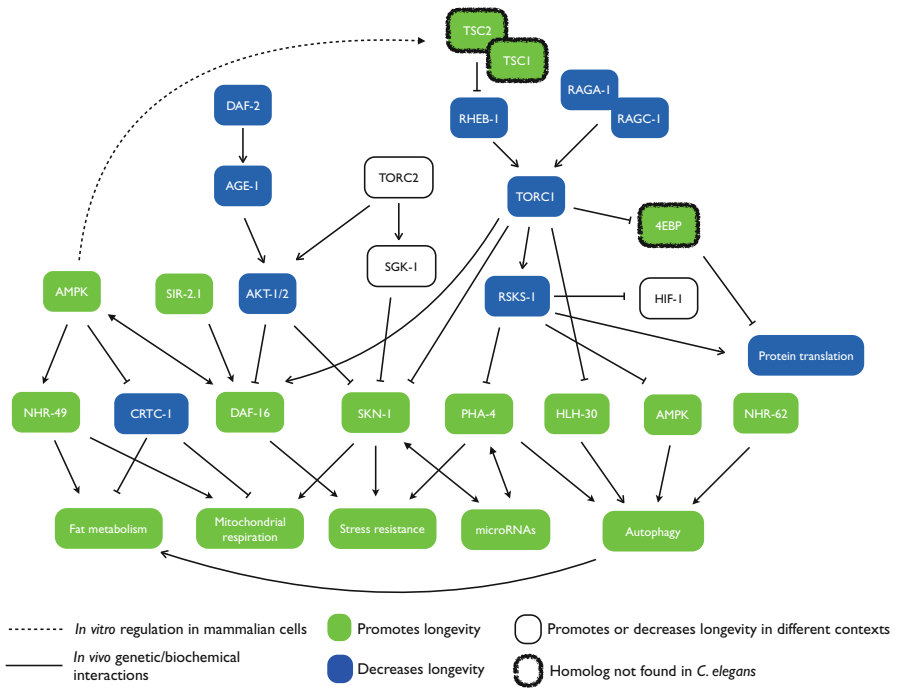 TSC2
TSC1
DAF-2
RHEB-1
RAGA-1
RAGC-1
AGE-1
TORC2
TORC1
4EBP
AMPK
SIR-2.1
AKT-1/2
SGK-1
RSKS-1
HIF-1
Protein translation
NHR-49
CRTC-1
DAF-16
SKN-1
PHA-4
HLH-30
AMPK
NHR-62
Fat metabolism
Mitochondrial
respiration
Stress resistance
microRNAs
Autophagy
In vitro regulation in mammalian cells
In vivo genetic/biochemical
interactions
Promotes longevity
Decreases longevity
Promotes or decreases longevity in different contexts
Homolog not found in C. elegans